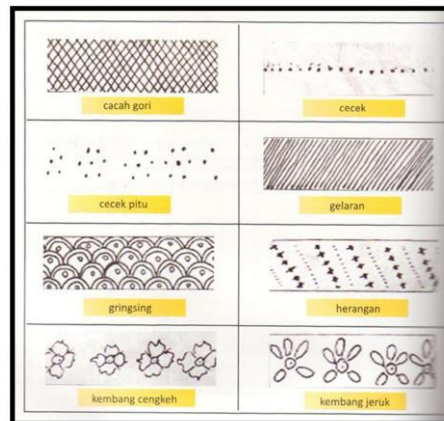 cacah gori
cecek
cecek pitu
gelaran
gringsing
herangan
kembang cengkeh
kembang jeruk